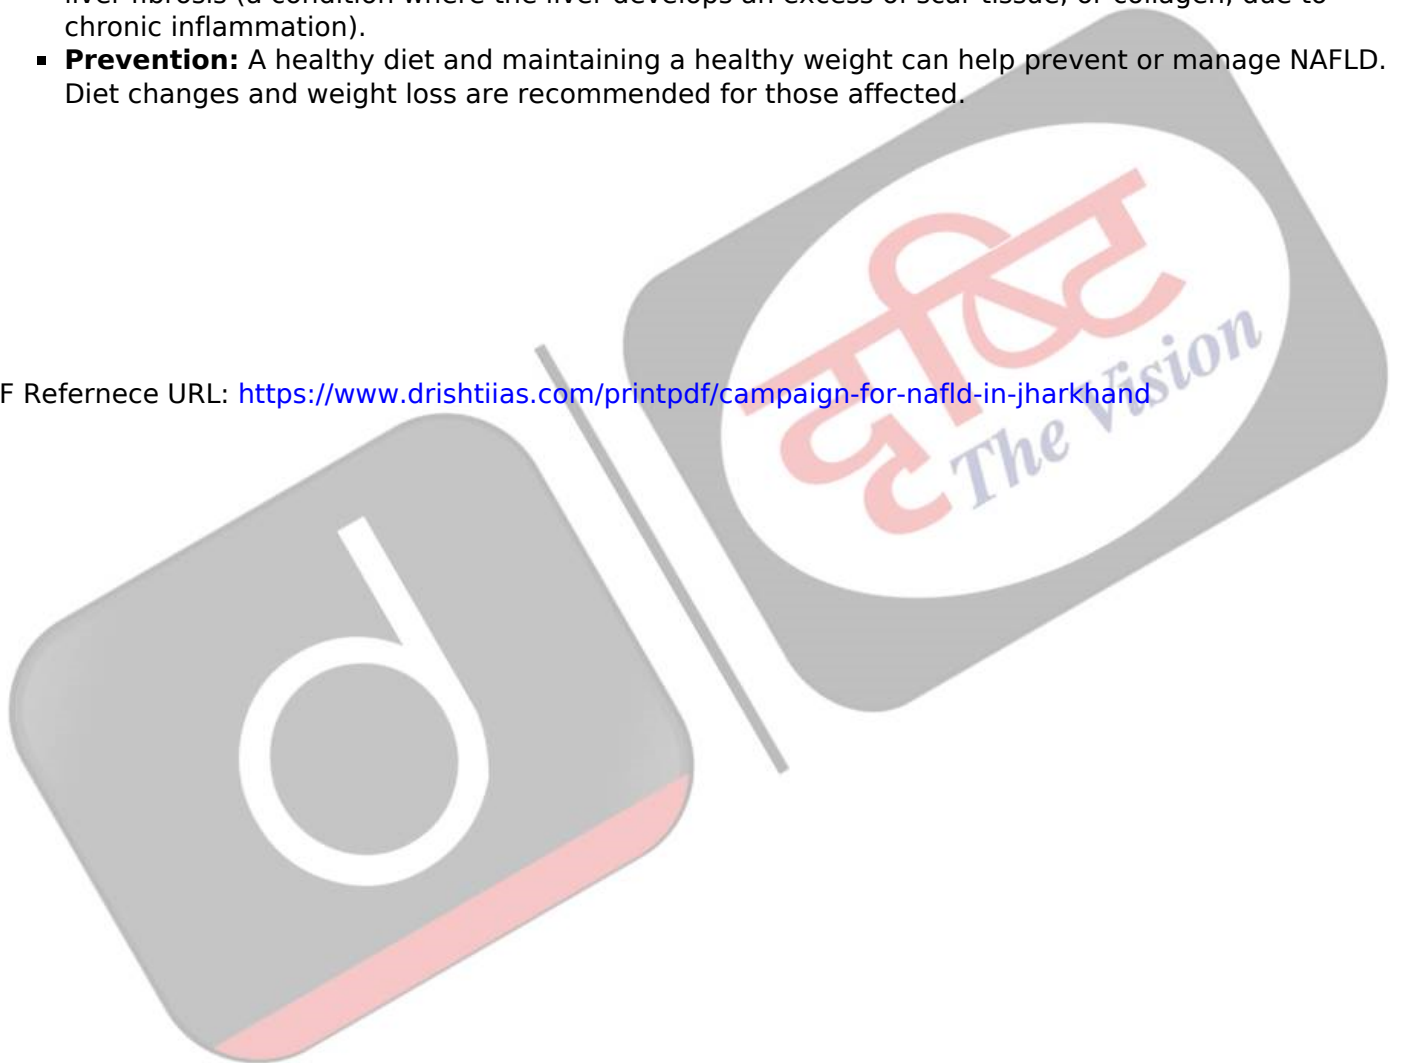 chronic inflammation).
▪ Prevention: A healthy diet and maintaining a healthy weight can help prevent or manage NAFLD.
Diet changes and weight loss are recommended for those affected.
F Refernece URL: https://www.drishtiias.com/printpdf/campaign-for-nafld-in-jharkhand
दृष्टि
The Vision
d